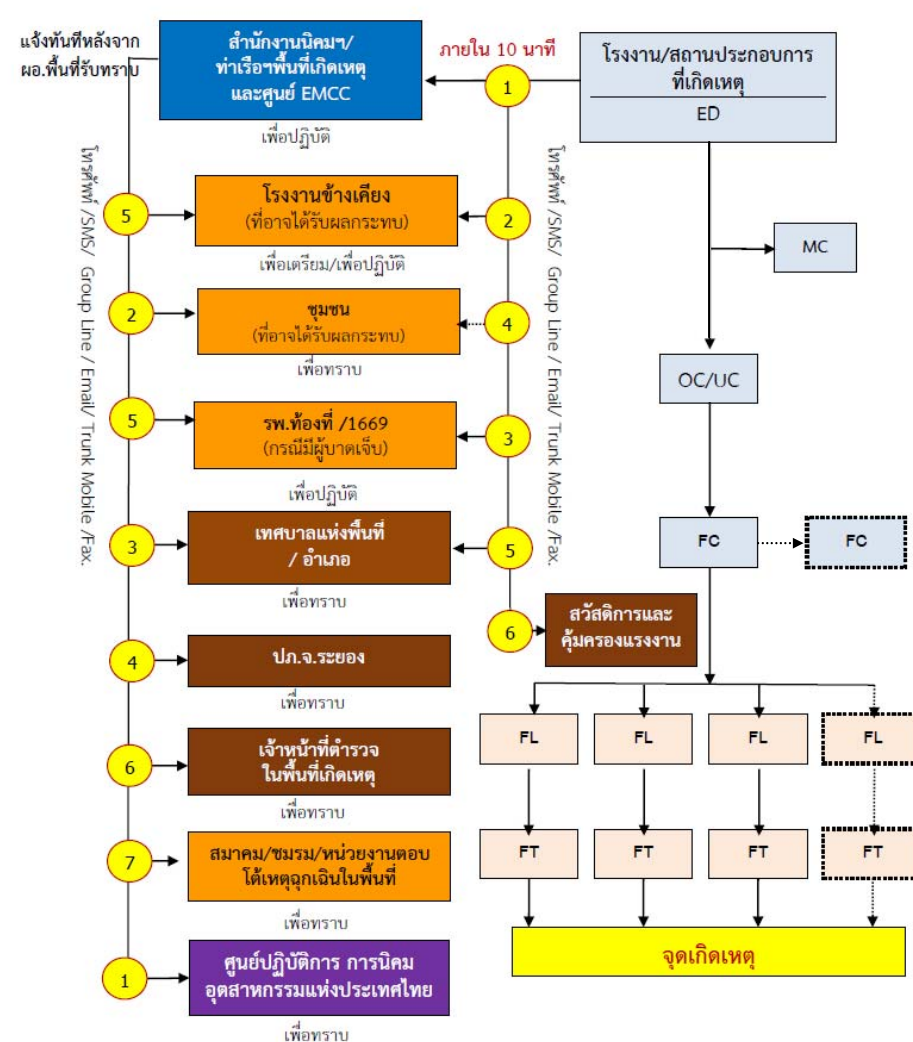 แจ้งทันทีหลังจาก
ผอ.พื้นที่รับทราบ
สำนักงานนิคมฯ/
ท่าเรือฯพื้นที่เกิดเหตุ
และศูนย์ EMCC
เพื่อปฏิบัติ
ภายใน 10 นาที
1
โรงงาน/สถานประกอบการ
ที่เกิดเหตุ
ED
โทรศัพท์ /SMS/ Group Line / Email/ Trunk Mobile /Fax.
โทรศัพท์ /SMS/ Group Line / Email/ Trunk Mobile /Fax.
5
โรงงานข้างเคียง
(ที่อาจได้รับผลกระทบ)
2
เพื่อเตรียม/เพื่อปฏิบัติ
MC
2
ชุมชน
(ที่อาจได้รับผลกระทบ)
4
เพื่อทราบ
OC/UC
5
รพ.ท้องที่ /1669
(กรณีมีผู้บาดเจ็บ)
3
เพื่อปฏิบัติ
3
เทศบาลแห่งพื้นที่
/ อำเภอ
5
เพื่อทราบ
FC
FC
6
สวัสดิการและ
คุ้มครองแรงงาน
4
ปภ.จ.ระยอง
เพื่อทราบ
6
เจ้าหน้าที่ตำรวจ
ในพื้นที่เกิดเหตุ
เพื่อทราบ
FL
FL
FL
FL
7
สมาคม/ชมรม/หน่วยงานตอบ
โต้เหตุฉุกเฉินในพื้นที่
เพื่อทราบ
FT
FT
FT
FT
1
ศูนย์ปฏิบัติการ การนิคม
อุตสาหกรรมแห่งประเทศไทย
เพื่อทราบ
จุดเกิดเหตุ